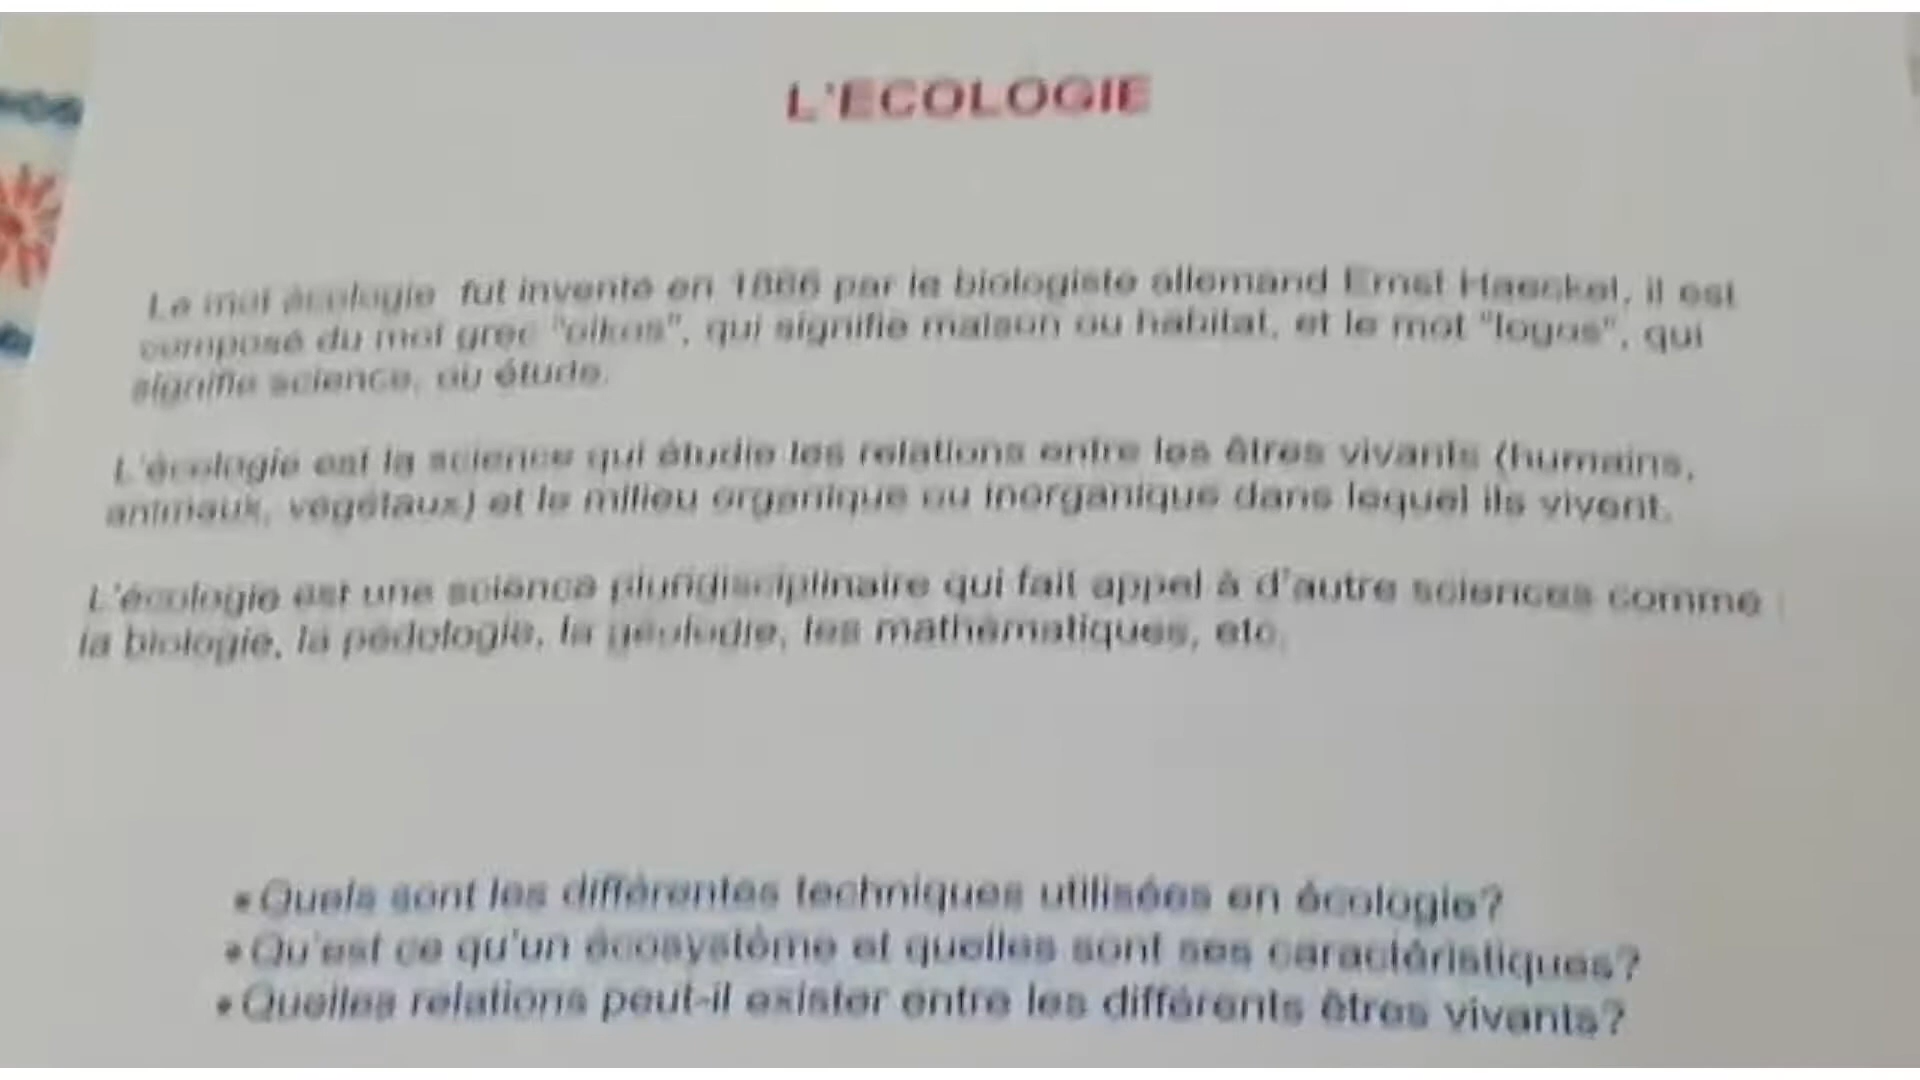 L'ECOLOGIE
Le mot écologie fut inventé en 1866 par le biologiste allemand Ernst Haeckel, il est
composé du mot grec "oikos", qui signifie maison ou habitat, et le mot "logos", qui
signifie science, ou étude.
L'écologie est la science qui étudie les relations entre les êtres vivants (humains,
animaux, végétaux) et le milieu organique ou inorganique dans lequel ils vivent.
L'écologie est une science pluridisciplinaire qui fait appel à d'autre sciences comme :
la biologie, la pédologie, la géologie, les mathématiques, etc.
• Quels sont les différentes techniques utilisées en écologie?
• Qu'est ce qu'un écosystème et quelles sont ses caractéristiques?
• Quelles relations peut-il exister entre les différents êtres vivants?